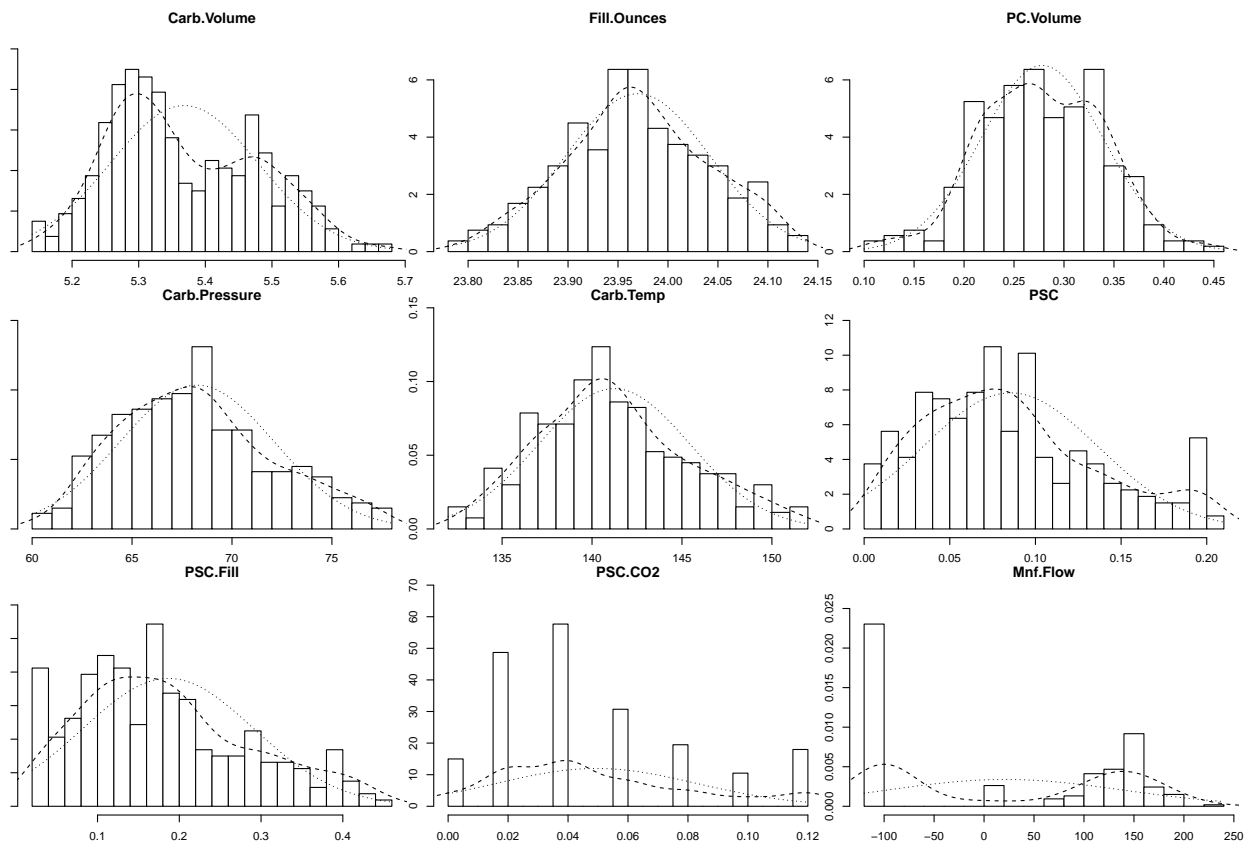 Carb.Volume Fill.Ounces PC.Volume
0 2 4 6
0 2 4 6
5.2 5.3 5.4 5.5 5.6 5.7
23.80 23.85 23.90 23.95 24.00 24.05 24.10 24.15
0.10 0.15 0.20 0.25 0.30 0.35 0.40 0.45
Carb.Pressure Carb.Temp PSC
0.00 0.05 0.10 0.15
0 2 4 6 8 10 12
60 65 70 75
135 140 145 150
0.00 0.05 0.10 0.15 0.20
PSC.Fill PSC.CO2 Mnf.Flow
0 10 20 30 40 50 60 70
0.000 0.005 0.010 0.015 0.020 0.025
0.1 0.2 0.3 0.4
0.00 0.02 0.04 0.06 0.08 0.10 0.12
−100 −50 0 50 100 150 200 250